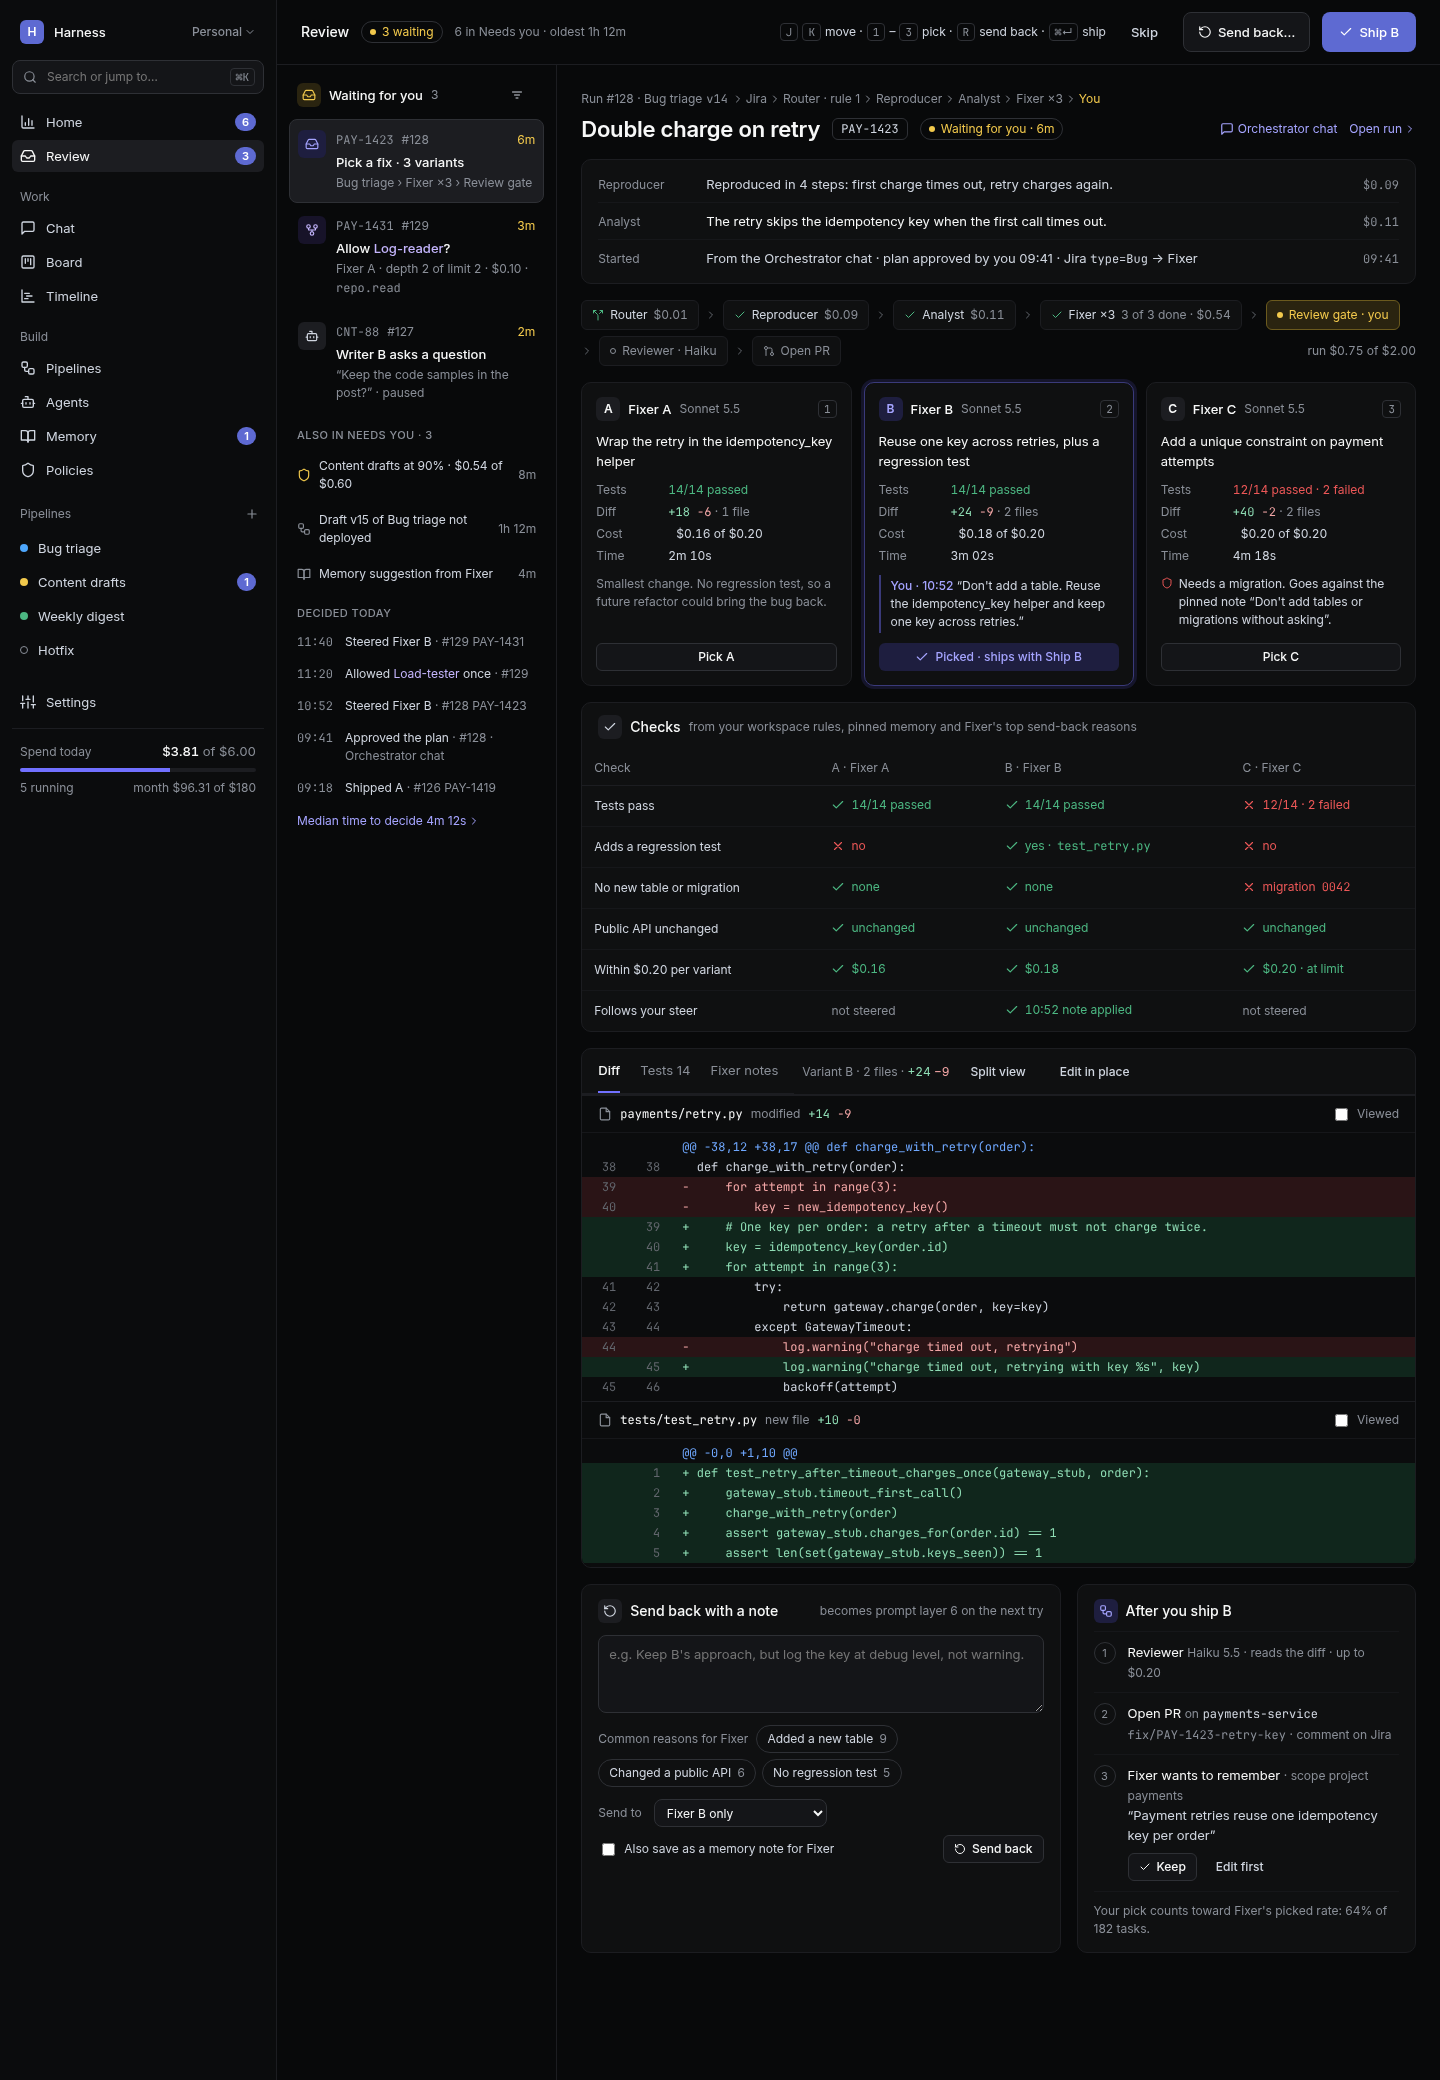 H Harness Personal
Search or jump to... ⌘K
Home 6
Review 3
Work
Chat
Board
Timeline
Build
Pipelines
Agents
Memory 1
Policies
Pipelines +
Bug triage
Content drafts 1
Weekly digest
Hotfix
Settings
Spend today $3.81 of $6.00
5 running month $96.31 of $180
Review 3 waiting 6 in Needs you · oldest 1h 12m
J K move · 1 – 3 pick · R send back · ⌘↵ ship Skip Send back... Ship B
Waiting for you 3
PAY-1423 #128 6m
Pick a fix · 3 variants
Bug triage › Fixer ×3 › Review gate
PAY-1431 #129 3m
Allow Log-reader?
Fixer A · depth 2 of limit 2 · $0.10 ·
repo.read
CNT-88 #127 2m
Writer B asks a question
“Keep the code samples in the
post?” · paused
ALSO IN NEEDS YOU · 3
Content drafts at 90% · $0.54 of
$0.60
8m
Draft v15 of Bug triage not
deployed
1h 12m
Memory suggestion from Fixer 4m
DECIDED TODAY
11:40 Steered Fixer B · #129 PAY-1431
11:20 Allowed Load-tester once · #129
10:52 Steered Fixer B · #128 PAY-1423
09:41 Approved the plan · #128 ·
Orchestrator chat
09:18 Shipped A · #126 PAY-1419
Median time to decide 4m 12s ›
Run #128 · Bug triage v14 › Jira › Router · rule 1 › Reproducer › Analyst › Fixer ×3 › You
Double charge on retry PAY-1423 Waiting for you · 6m Orchestrator chat Open run ›
Reproducer Reproduced in 4 steps: first charge times out, retry charges again. $0.09
Analyst The retry skips the idempotency key when the first call times out. $0.11
Started From the Orchestrator chat · plan approved by you 09:41 · Jira type=Bug → Fixer 09:41
Router $0.01 › Reproducer $0.09 › Analyst $0.11 › Fixer ×3 3 of 3 done · $0.54 › Review gate · you
› Reviewer · Haiku › Open PR run $0.75 of $2.00
A Fixer A Sonnet 5.5 1
Wrap the retry in the idempotency_key
helper
Tests 14/14 passed
Diff +18 -6 · 1 file
Cost $0.16 of $0.20
Time 2m 10s
Smallest change. No regression test, so a
future refactor could bring the bug back.
Pick A
B Fixer B Sonnet 5.5 2
Reuse one key across retries, plus a
regression test
Tests 14/14 passed
Diff +24 -9 · 2 files
Cost $0.18 of $0.20
Time 3m 02s
You · 10:52 “Don't add a table. Reuse
the idempotency_key helper and keep
one key across retries.”
Picked · ships with Ship B
C Fixer C Sonnet 5.5 3
Add a unique constraint on payment
attempts
Tests 12/14 passed · 2 failed
Diff +40 -2 · 2 files
Cost $0.20 of $0.20
Time 4m 18s
Needs a migration. Goes against the
pinned note “Don't add tables or
migrations without asking”.
Pick C
Checks from your workspace rules, pinned memory and Fixer's top send-back reasons
Check A · Fixer A B · Fixer B C · Fixer C
Tests pass 14/14 passed 14/14 passed 12/14 · 2 failed
Adds a regression test no yes · test_retry.py no
No new table or migration none none migration 0042
Public API unchanged unchanged unchanged unchanged
Within $0.20 per variant $0.16 $0.18 $0.20 · at limit
Follows your steer not steered 10:52 note applied not steered
Diff Tests 14 Fixer notes Variant B · 2 files · +24 −9 Split view Edit in place
payments/retry.py modified +14 -9 Viewed
@@ -38,12 +38,17 @@ def charge_with_retry(order):
38 38 def charge_with_retry(order):
39 - for attempt in range(3):
40 - key = new_idempotency_key()
39 + # One key per order: a retry after a timeout must not charge twice.
40 + key = idempotency_key(order.id)
41 + for attempt in range(3):
41 42 try:
42 43 return gateway.charge(order, key=key)
43 44 except GatewayTimeout:
44 - log.warning("charge timed out, retrying")
45 + log.warning("charge timed out, retrying with key %s", key)
45 46 backoff(attempt)
tests/test_retry.py new file +10 -0 Viewed
@@ -0,0 +1,10 @@
1 + def test_retry_after_timeout_charges_once(gateway_stub, order):
2 + gateway_stub.timeout_first_call()
3 + charge_with_retry(order)
4 + assert gateway_stub.charges_for(order.id) == 1
5 + assert len(set(gateway_stub.keys_seen)) == 1
Send back with a note becomes prompt layer 6 on the next try
e.g. Keep B's approach, but log the key at debug level, not warning.
Common reasons for Fixer Added a new table 9
Changed a public API 6 No regression test 5
Send to Fixer B only
Also save as a memory note for Fixer Send back
After you ship B
1 Reviewer Haiku 5.5 · reads the diff · up to
$0.20
2 Open PR on payments-service
fix/PAY-1423-retry-key · comment on Jira
3 Fixer wants to remember · scope project
payments
“Payment retries reuse one idempotency
key per order”
Keep Edit first
Your pick counts toward Fixer's picked rate: 64% of
182 tasks.